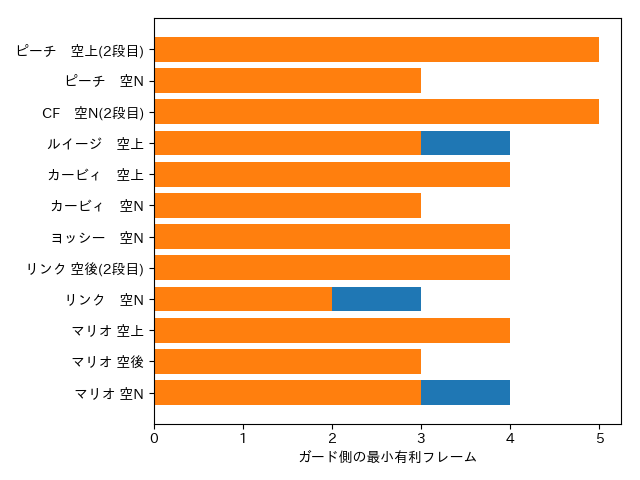 ピーチ　空上(2段目)
ピーチ　空N
CF　空N(2段目)
ルイージ　空上
カービィ　空上
カービィ　空N
ヨッシー　空N
リンク 空後(2段目)
リンク　空N
マリオ 空上
マリオ 空後
マリオ 空N
0 1 2 3 4 5
ガード側の最小有利フレーム